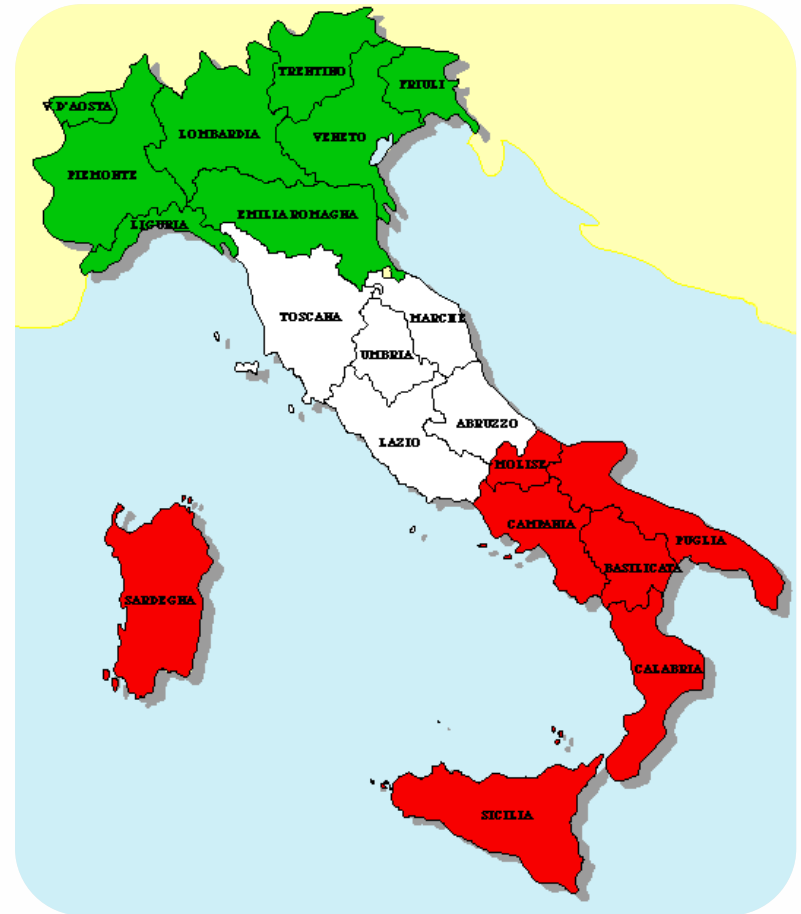 TRENTINO
FRIULI
V D'AOSTA
LOMBARDIA
VENETO
PIEMONTE
EMILIA ROMAGNA
LIGURIA
TOSCANA
MARCHE
UMBRIA
ABRUZZO
LAZIO
MOLISE
CAMPANIA
PUGLIA
BASILICATA
SARDEGNA
CALABRIA
SICILIA